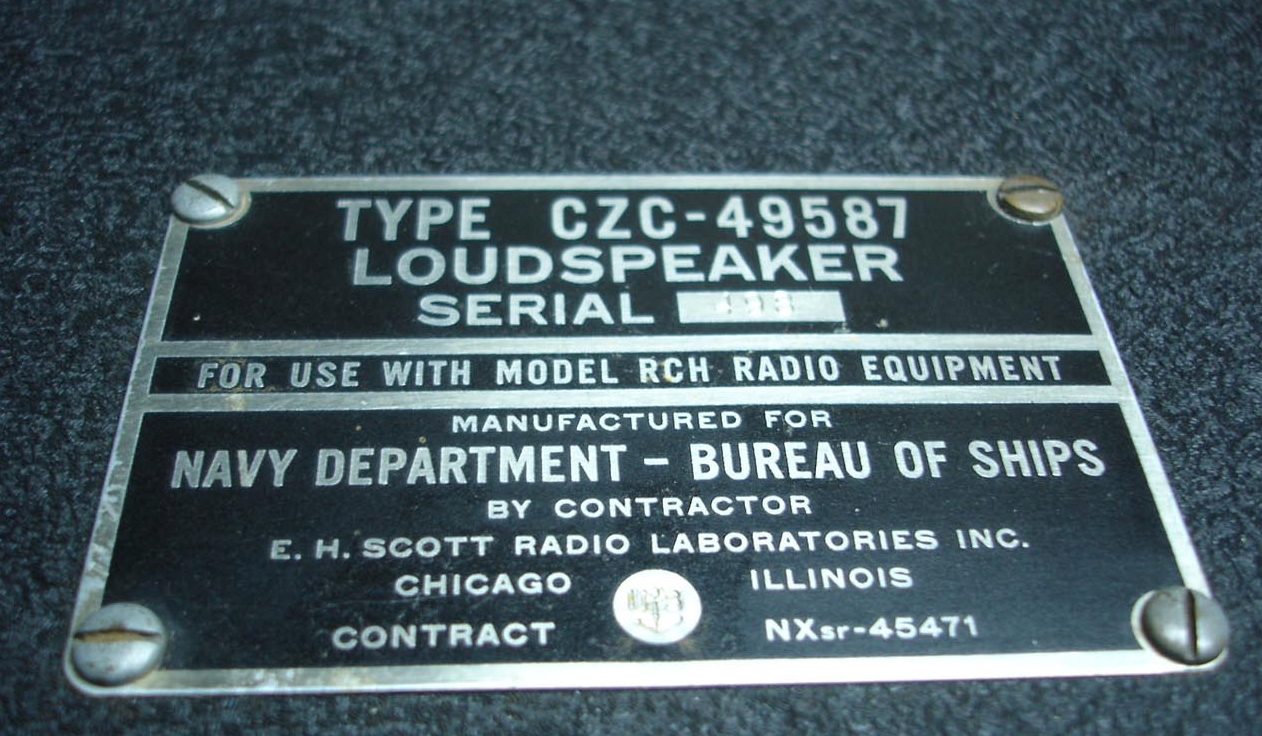 TYPE CZC-49587
LOUDSPEAKER
SERIAL
FOR USE WITH MODEL RCH RADIO EQUIPMENT
MANUFACTURED FOR
NAVY DEPARTMENT – BUREAU OF SHIPS
BY CONTRACTOR
E. H. SCOTT RADIO LABORATORIES INC.
CHICAGO ILLINOIS
CONTRACT NXsr-45471